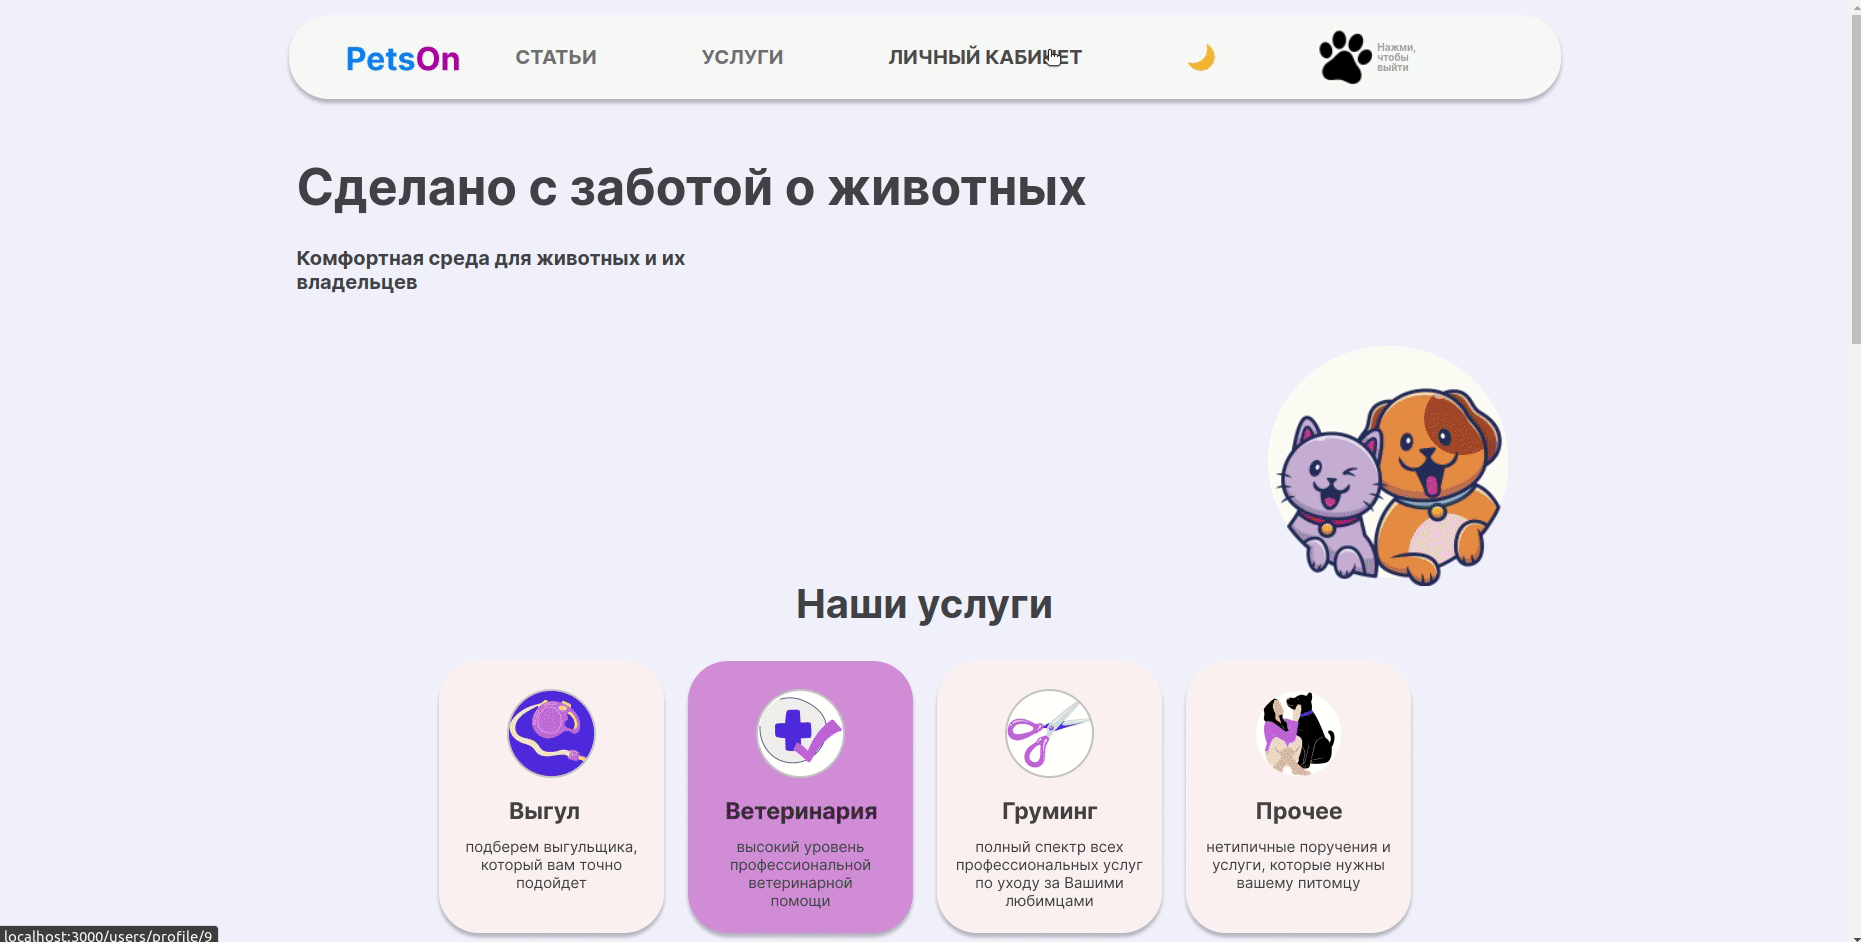 PetsOn
СТАТЬИ
УСЛУГИ
ЛИЧНЫЙ КАБИНЕТ
Нажми,
чтобы
выйти
Сделано с заботой о животных
Комфортная среда для животных и их
владельцев
Наши услуги
Выгул
подберем выгульщика,
который вам точно
подойдет
Ветеринария
высокий уровень
профессиональной
ветеринарной
помощи
Груминг
полный спектр всех
профессиональных услуг
по уходу за Вашими
любимцами
Прочее
нетипичные поручения и
услуги, которые нужны
вашему питомцу
localhost:3000/users/profile/9